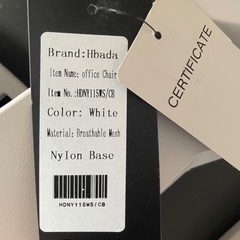 Brand:Hbada
Item Name: office Chair
Item No.:HDNY115WS/CB
Color: White
Material: Breathable Mesh
Nylon Base
HDNY115WS/CB
CERTIFICATE